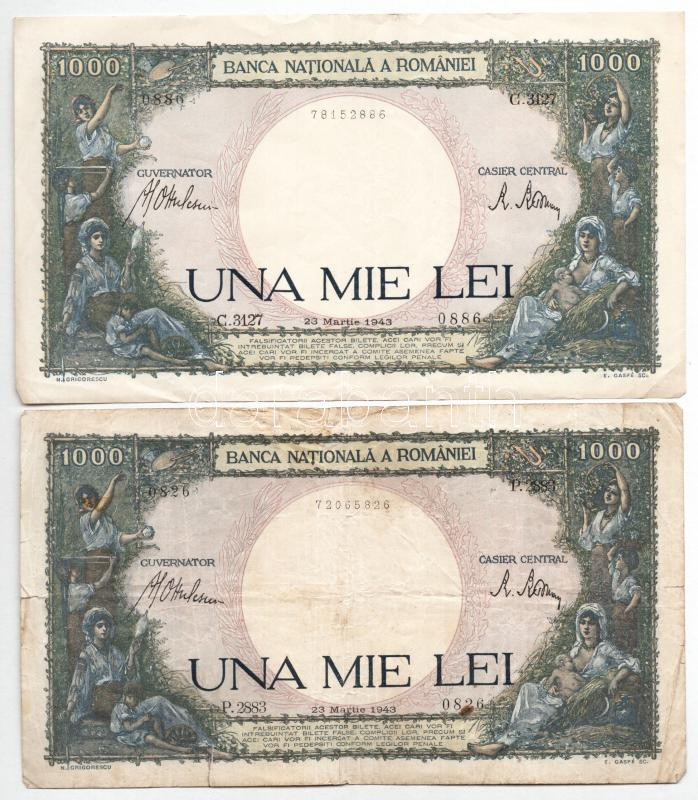 1000 BANCA NAȚIONALĂ A ROMÂNIEI 1000
0886 C.3127
78152886
GUVERNATOR CASIER CENTRAL
UNA MIE LEI
C.3127 23 Martie 1943 0886
FALSIFICATORII ACESTOR BILETE, ACEI CARI VOR FI
INTREBUINȚAT BILETE FALSE, COMPLICII LOR, PRECUM ȘI
ACEI CARI VOR FI INCERCAT A COMITE ASEMENEA FAPTE
VOR FI PEDEPSIȚI CONFORM LEGILOR PENALE
N.GRIGORESCU E. GASPÉ SC.
darabanth
1000 BANCA NAȚIONALĂ A ROMÂNIEI 1000
0826 P.2883
72065826
GUVERNATOR CASIER CENTRAL
UNA MIE LEI
P.2883 23 Martie 1943 0826
FALSIFICATORII ACESTOR BILETE, ACEI CARI VOR FI
INTREBUINȚAT BILETE FALSE, COMPLICII LOR, PRECUM ȘI
ACEI CARI VOR FI INCERCAT A COMITE ASEMENEA FAPTE
VOR FI PEDEPSIȚI CONFORM LEGILOR PENALE
N.GRIGORESCU E. GASPÉ SC.